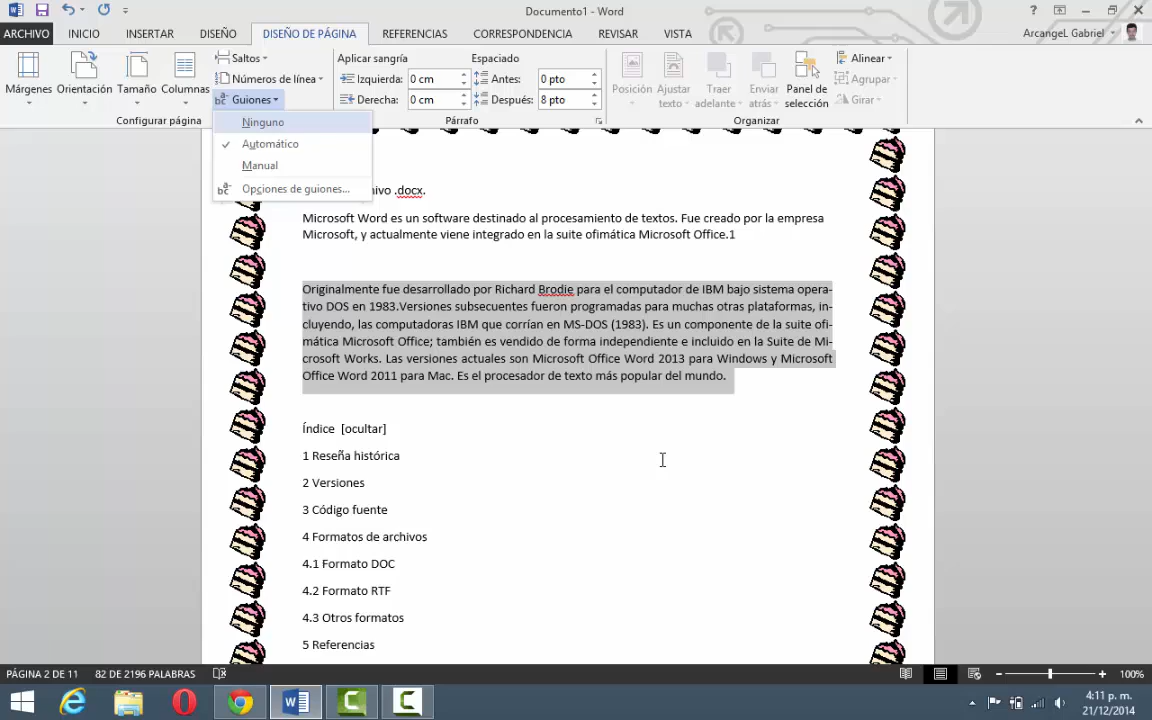 Documento1 - Word
ARCHIVO INICIO INSERTAR DISEÑO DISEÑO DE PÁGINA REFERENCIAS CORRESPONDENCIA REVISAR VISTA ArcangeL Gabriel
Márgenes
Orientación
Tamaño
Columnas
Saltos
Números de línea
Guiones
Configurar página
Aplicar sangría
Izquierda: 0 cm
Derecha: 0 cm
Espaciado
Antes: 0 pto
Después: 8 pto
Párrafo
Posición
Ajustar texto
Traer adelante
Enviar atrás
Panel de selección
Alinear
Agrupar
Girar
Organizar
Ninguno
Automático
Manual
Opciones de guiones...
ivo .docx.
Microsoft Word es un software destinado al procesamiento de textos. Fue creado por la empresa
Microsoft, y actualmente viene integrado en la suite ofimática Microsoft Office.1
Originalmente fue desarrollado por Richard Brodie para el computador de IBM bajo sistema opera-
tivo DOS en 1983.Versiones subsecuentes fueron programadas para muchas otras plataformas, in-
cluyendo, las computadoras IBM que corrían en MS-DOS (1983). Es un componente de la suite ofi-
mática Microsoft Office; también es vendido de forma independiente e incluido en la Suite de Mi-
crosoft Works. Las versiones actuales son Microsoft Office Word 2013 para Windows y Microsoft
Office Word 2011 para Mac. Es el procesador de texto más popular del mundo.
Índice  [ocultar]
1 Reseña histórica
2 Versiones
3 Código fuente
4 Formatos de archivos
4.1 Formato DOC
4.2 Formato RTF
4.3 Otros formatos
5 Referencias
PÁGINA 2 DE 11 82 DE 2196 PALABRAS 100%
4:11 p. m.
21/12/2014